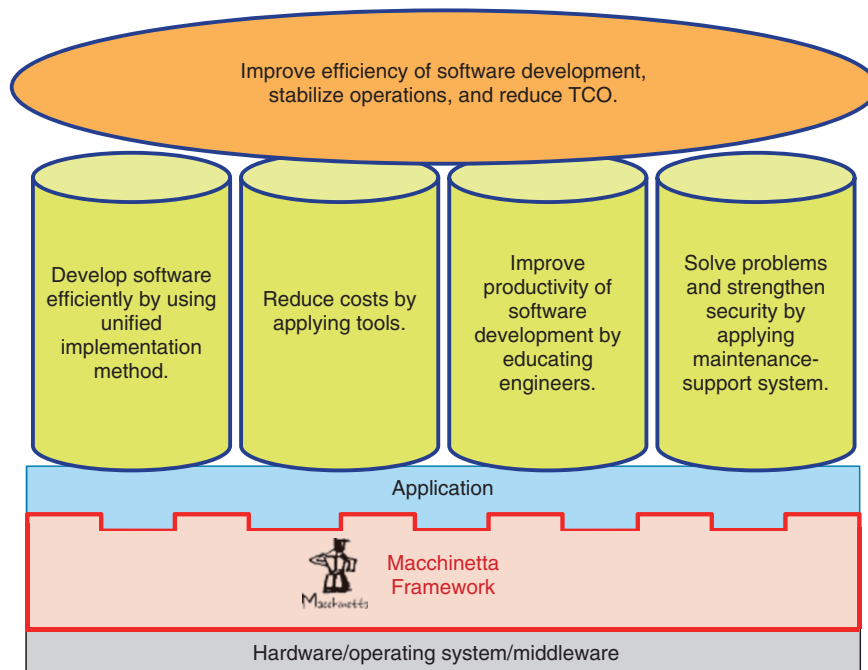 Improve efficiency of software development,
stabilize operations, and reduce TCO.
Develop software
efficiently by using
unified
implementation
method.
Reduce costs by
applying tools.
Improve
productivity of
software
development by
educating
engineers.
Solve problems
and strengthen
security by
applying
maintenance-
support system.
Application
Macchinetta
Macchinetta
Framework
Hardware/operating system/middleware